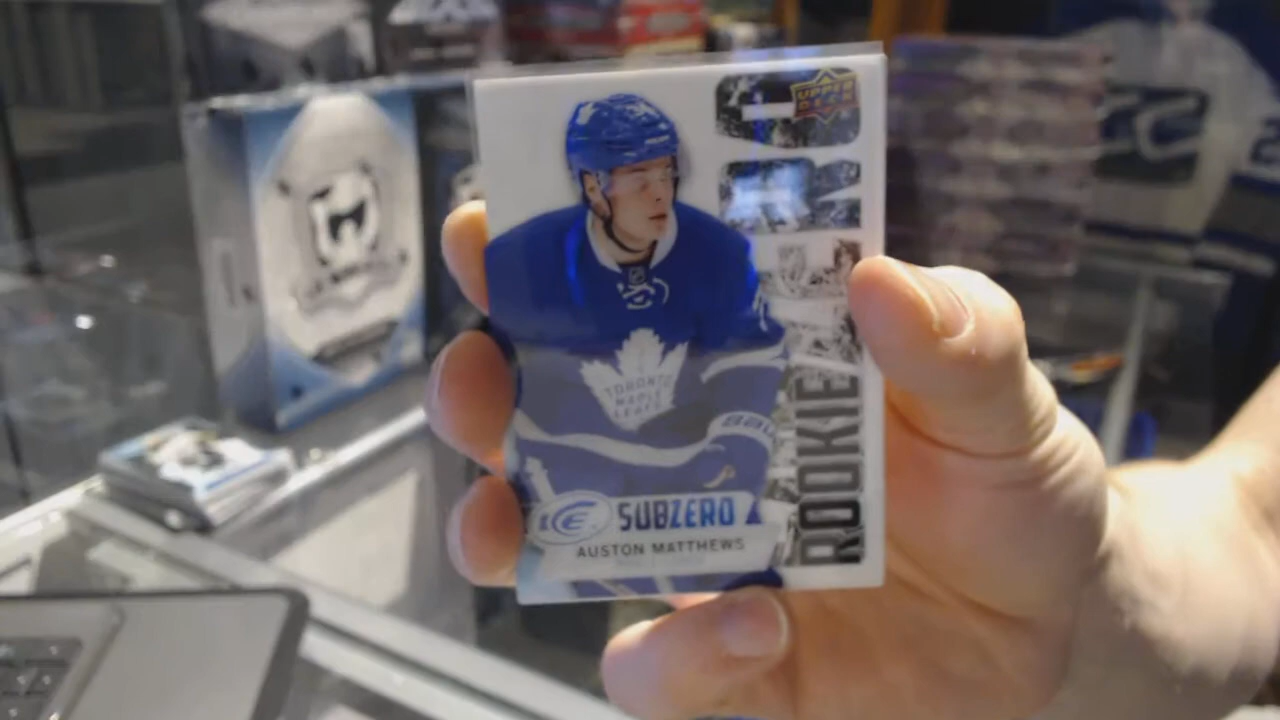 UPPER
DECK
TORONTO
MAPLE
LEAFS
ICE SUBZERO
AUSTON MATTHEWS
ROOKIE